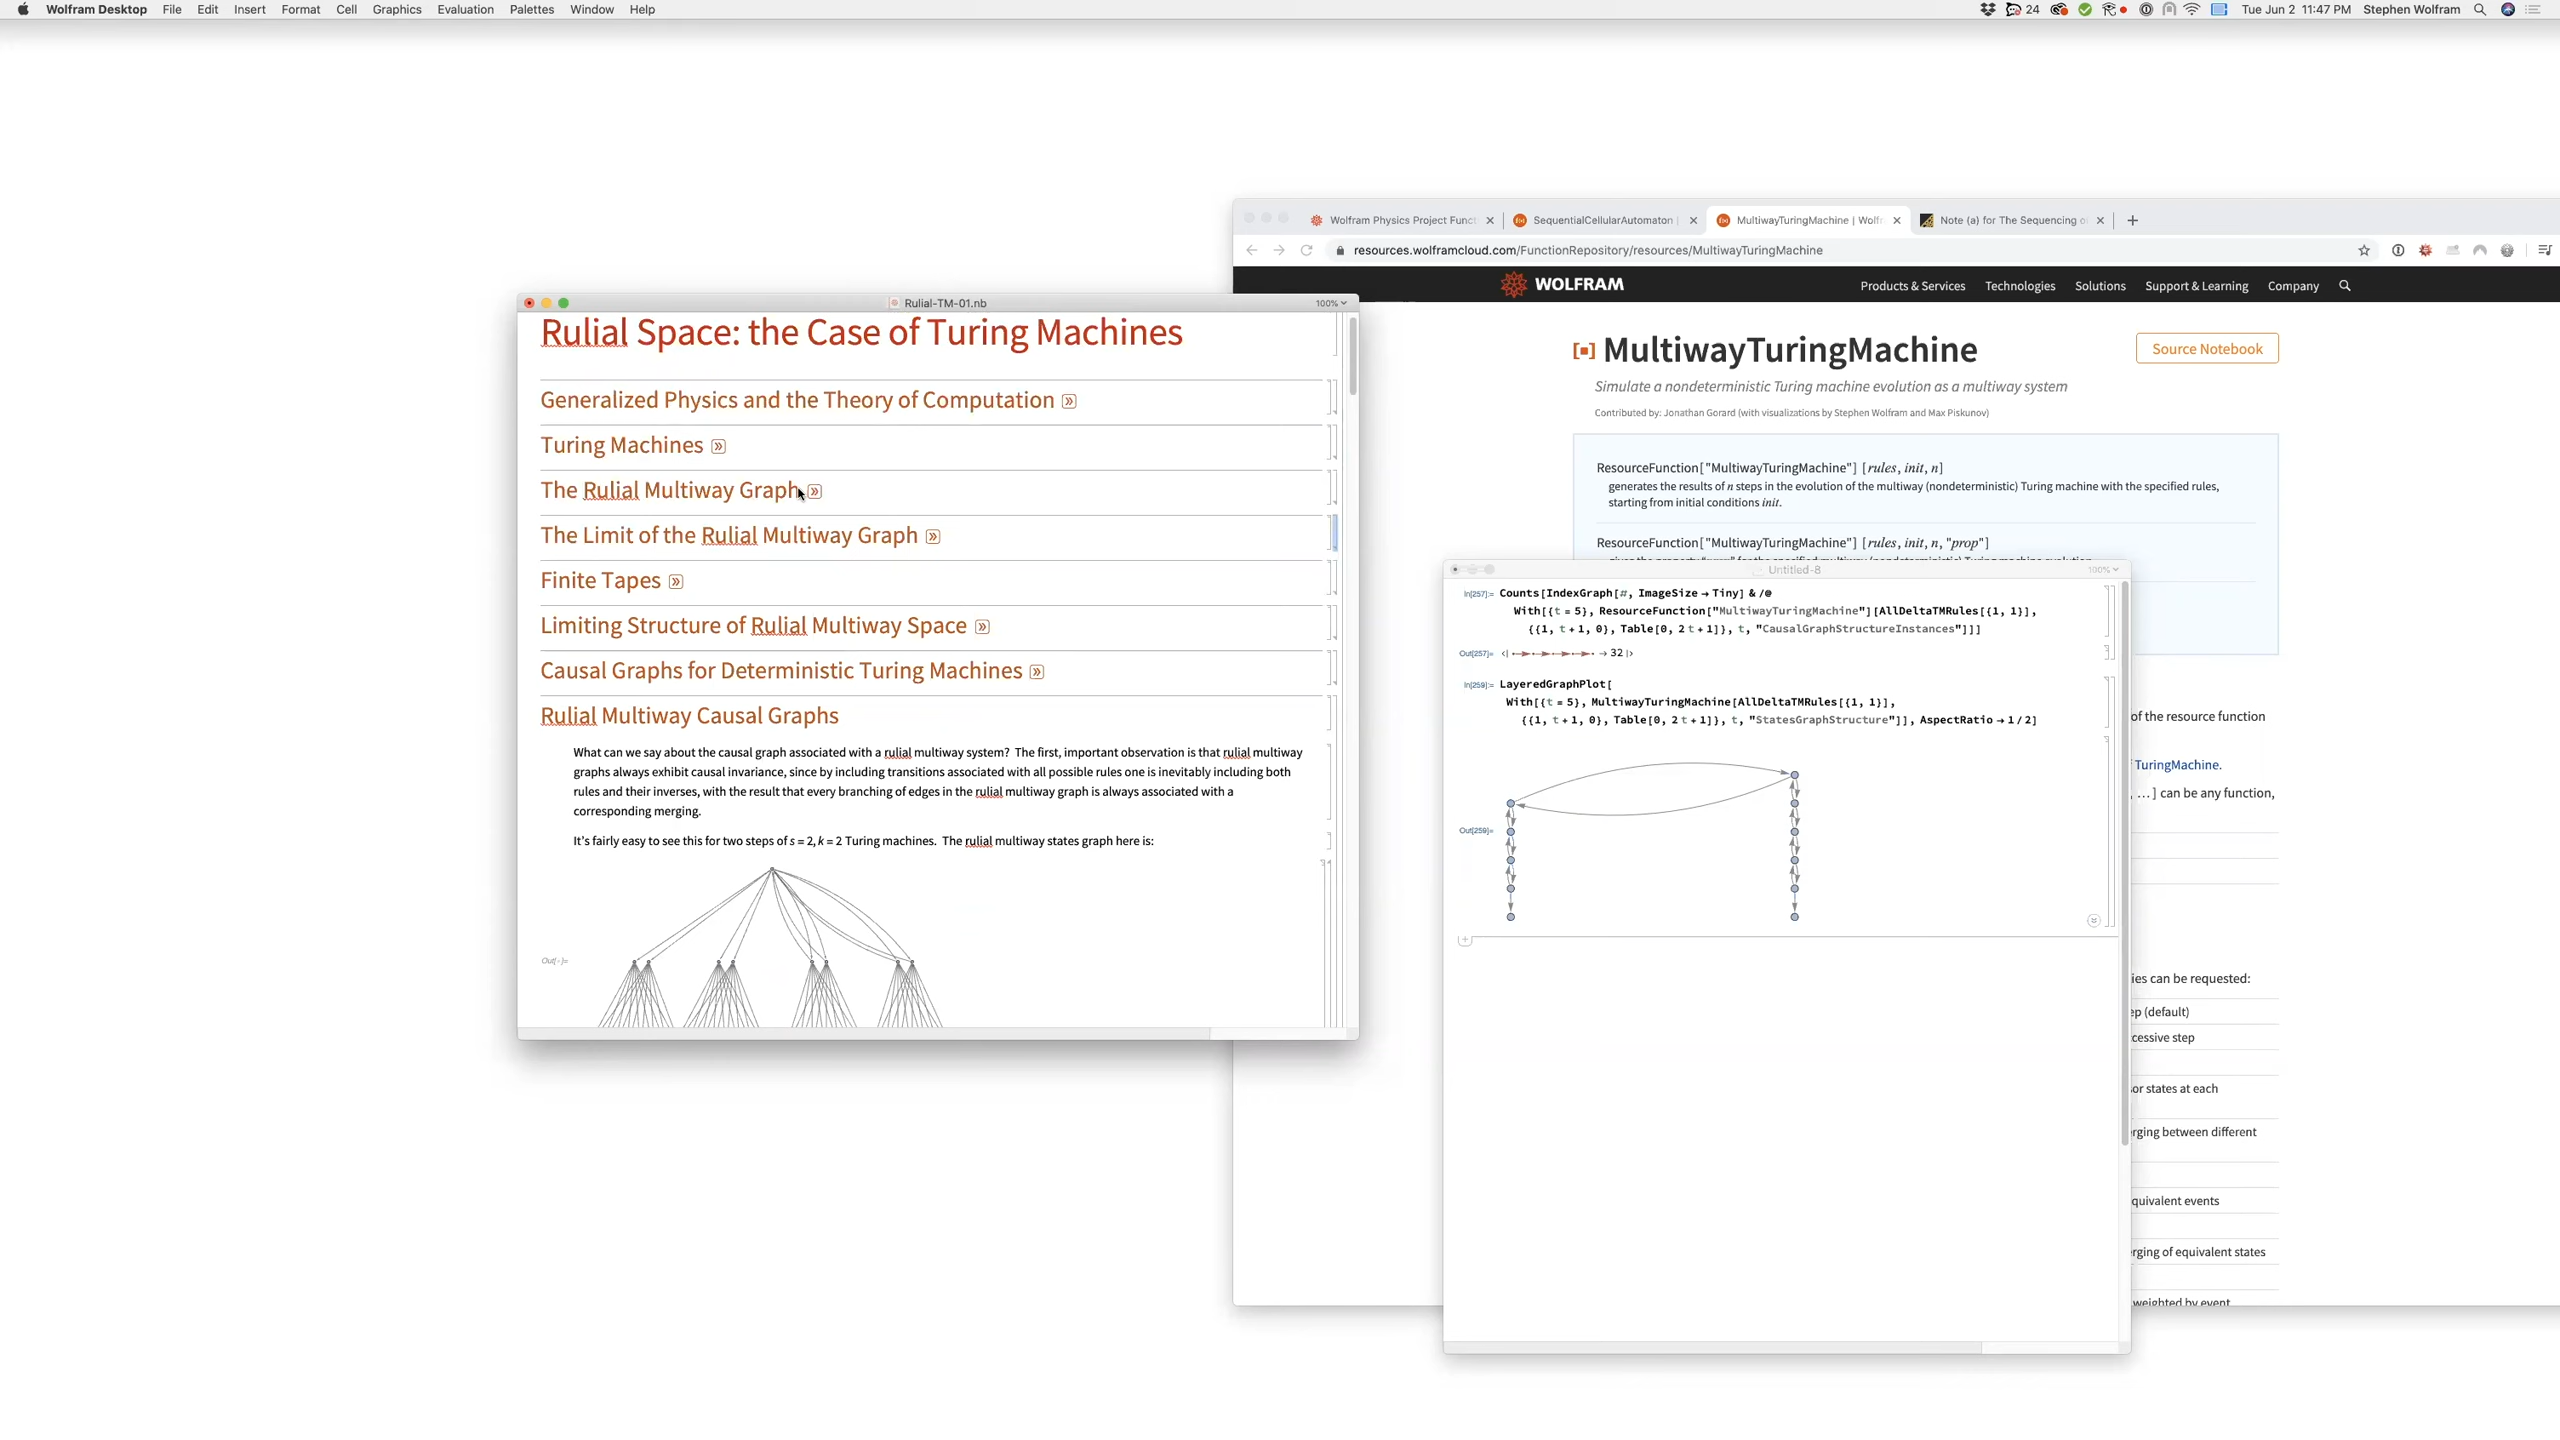 Wolfram Desktop File Edit Insert Format Cell Graphics Evaluation Palettes Window Help
24 Tue Jun 2 11:47 PM Stephen Wolfram
Rulial-TM-01.nb 100%
Rulial Space: the Case of Turing Machines
Generalized Physics and the Theory of Computation
Turing Machines
The Rulial Multiway Graph
The Limit of the Rulial Multiway Graph
Finite Tapes
Limiting Structure of Rulial Multiway Space
Causal Graphs for Deterministic Turing Machines
Rulial Multiway Causal Graphs
What can we say about the causal graph associated with a rulial multiway system? The first, important observation is that rulial multiway
graphs always exhibit causal invariance, since by including transitions associated with all possible rules one is inevitably including both
rules and their inverses, with the result that every branching of edges in the rulial multiway graph is always associated with a
corresponding merging.
It's fairly easy to see this for two steps of s = 2, k = 2 Turing machines. The rulial multiway states graph here is:
Out[•]=
Wolfram Physics Project Funct
SequentialCellularAutomaton |
MultiwayTuringMachine | Wolfr
Note (a) for The Sequencing o
resources.wolframcloud.com/FunctionRepository/resources/MultiwayTuringMachine
WOLFRAM
Products & Services Technologies Solutions Support & Learning Company
[▪] MultiwayTuringMachine
Source Notebook
Simulate a nondeterministic Turing machine evolution as a multiway system
Contributed by: Jonathan Gorard (with visualizations by Stephen Wolfram and Max Piskunov)
ResourceFunction["MultiwayTuringMachine"] [rules, init, n]
generates the results of n steps in the evolution of the multiway (nondeterministic) Turing machine with the specified rules,
starting from initial conditions init.
ResourceFunction["MultiwayTuringMachine"] [rules, init, n, "prop"]
Untitled-8 100%
In[257]:= Counts[IndexGraph[#, ImageSize → Tiny] & /@
With[{t = 5}, ResourceFunction["MultiwayTuringMachine"][AllDeltaTMRules[{1, 1}],
{{1, t + 1, 0}, Table[0, 2 t + 1]}, t, "CausalGraphStructureInstances"]]]
Out[257]= <| → 32 |>
In[259]:= LayeredGraphPlot[
With[{t = 5}, MultiwayTuringMachine[AllDeltaTMRules[{1, 1}],
{{1, t + 1, 0}, Table[0, 2 t + 1]}, t, "StatesGraphStructure"]], AspectRatio → 1 / 2]
Out[259]=
of the resource function
TuringMachine.
, …] can be any function,
ies can be requested:
ep (default)
ccessive step
or states at each
erging between different
quivalent events
erging of equivalent states
weighted by event